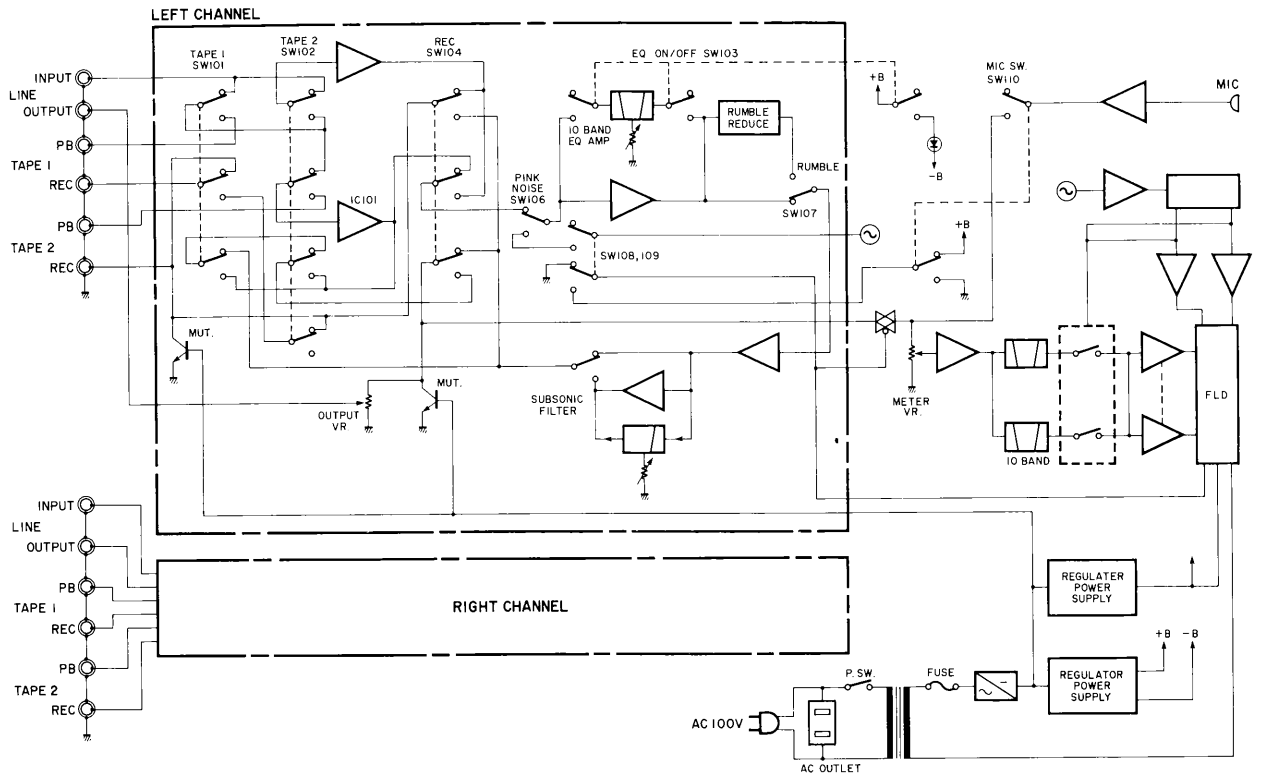 LEFT CHANNEL
INPUT
LINE
OUTPUT
PB
TAPE 1
REC
PB
TAPE 2
REC
TAPE 1
SW101
TAPE 2
SW102
REC
SW104
IC101
EQ ON/OFF SW103
10 BAND
EQ AMP
RUMBLE
REDUCE
RUMBLE
SW107
PINK
NOISE
SW106
SW108,109
+B
-B
MIC SW.
SW110
MIC
+B
MUT.
OUTPUT
VR
MUT.
SUBSONIC
FILTER
METER
VR.
10 BAND
FLD
INPUT
LINE
OUTPUT
PB
TAPE 1
REC
PB
TAPE 2
REC
RIGHT CHANNEL
REGULATER
POWER
SUPPLY
+B
-B
REGULATOR
POWER
SUPPLY
P. SW.
FUSE
AC 100V
AC OUTLET